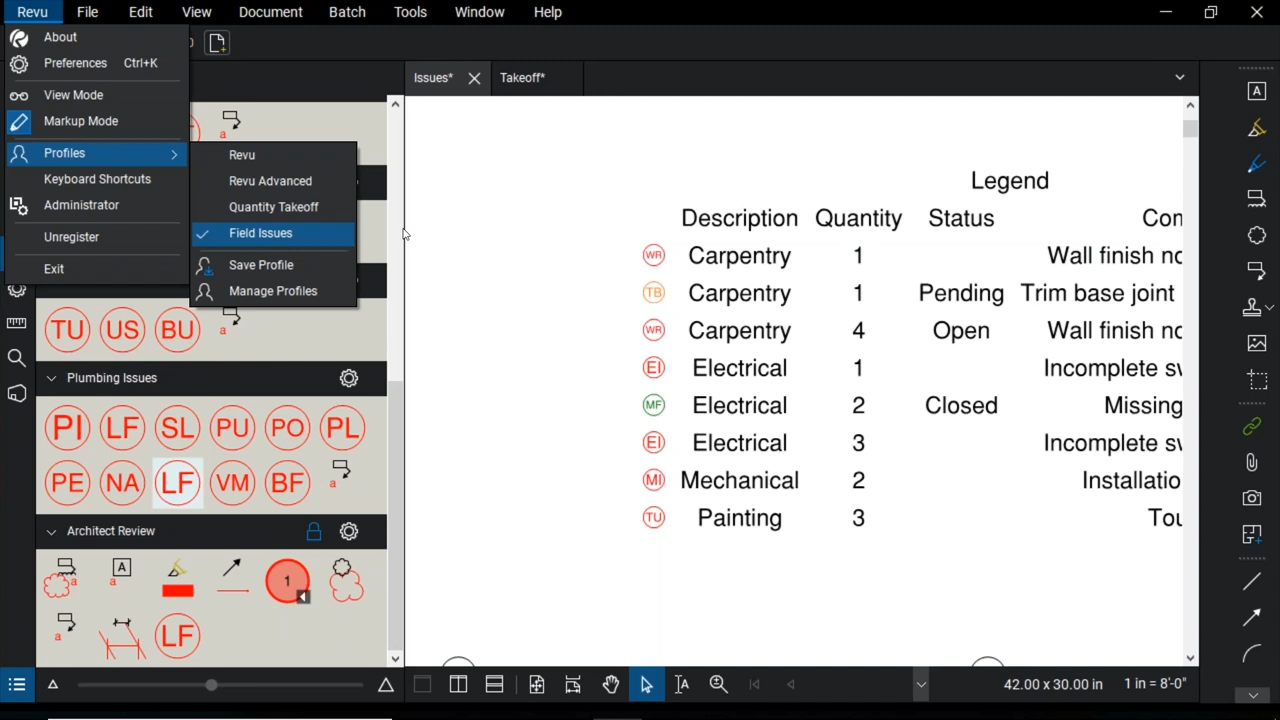 Revu File Edit View Document Batch Tools Window Help
About
Preferences Ctrl+K
View Mode
Markup Mode
Profiles
Keyboard Shortcuts
Administrator
Unregister
Exit
Revu
Revu Advanced
Quantity Takeoff
Field Issues
Save Profile
Manage Profiles
a
TU US BU a
Plumbing Issues
PI LF SL PU PO PL
PE NA LF VM BF a
Architect Review
a A a 1
a LF
Issues* Takeoff*
Legend
Description Quantity Status Com
WR Carpentry 1 Wall finish no
TB Carpentry 1 Pending Trim base joint
WR Carpentry 4 Open Wall finish no
EI Electrical 1 Incomplete sv
MF Electrical 2 Closed Missing
EI Electrical 3 Incomplete sv
MI Mechanical 2 Installatio
TU Painting 3 Tou
A
42.00 x 30.00 in 1 in = 8'-0"